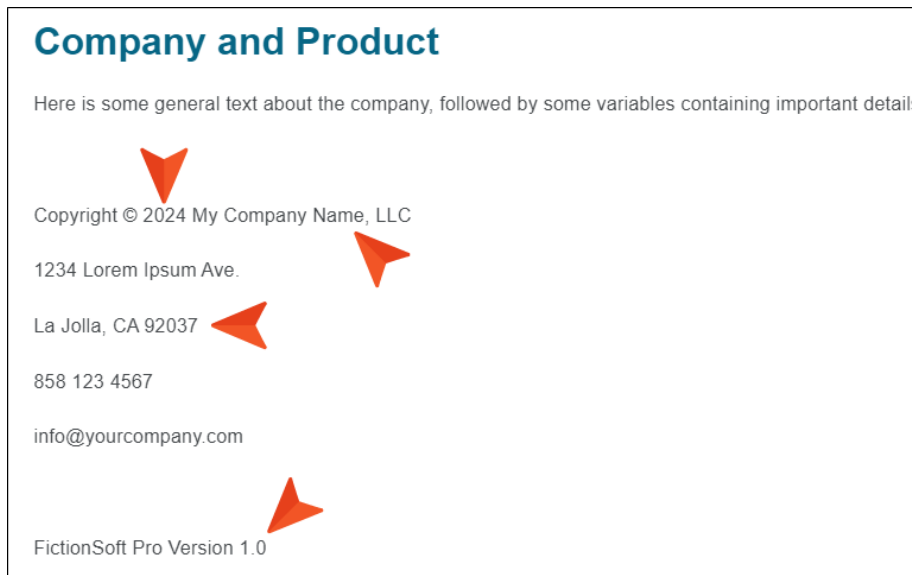 Company and Product
Here is some general text about the company, followed by some variables containing important details
Copyright © 2024 My Company Name, LLC
1234 Lorem Ipsum Ave.
La Jolla, CA 92037
858 123 4567
info@yourcompany.com
FictionSoft Pro Version 1.0